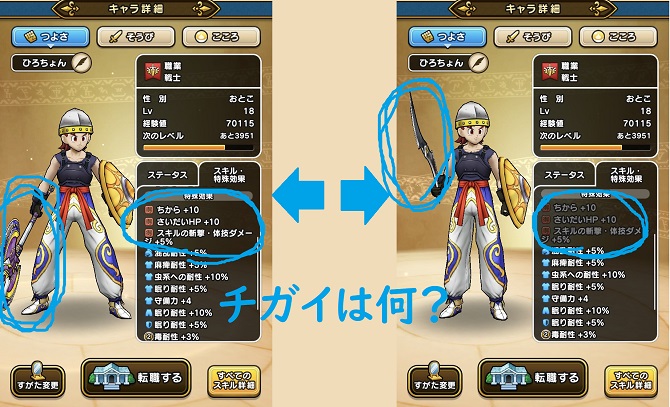 キャラ詳細
つよさ
そうび
こころ
ひろちょん
職業
戦士
性 別 おとこ
Lv 18
経験値 70115
次のレベル あと3951
ステータス
スキル・
特殊効果
特殊効果
ちから +10
さいだいHP +10
スキルの斬撃・体技ダメー
ジ +5%
麻痺耐性 +5%
虫系への耐性 +10%
眠り耐性 +5%
守備力 +4
眠り耐性 +10%
眠り耐性 +5%
毒耐性 +3%
すがた変更
転職する
すべての
スキル詳細
チガイは何?
キャラ詳細
つよさ
そうび
こころ
ひろちょん
職業
戦士
性 別 おとこ
Lv 18
経験値 70115
次のレベル あと3951
ステータス
スキル・
特殊効果
特殊効果
ちから +10
さいだいHP +10
スキルの斬撃・体技ダメー
ジ +5%
麻痺耐性 +5%
虫系への耐性 +10%
眠り耐性 +5%
守備力 +4
眠り耐性 +10%
眠り耐性 +5%
毒耐性 +3%
すがた変更
転職する
すべての
スキル詳細